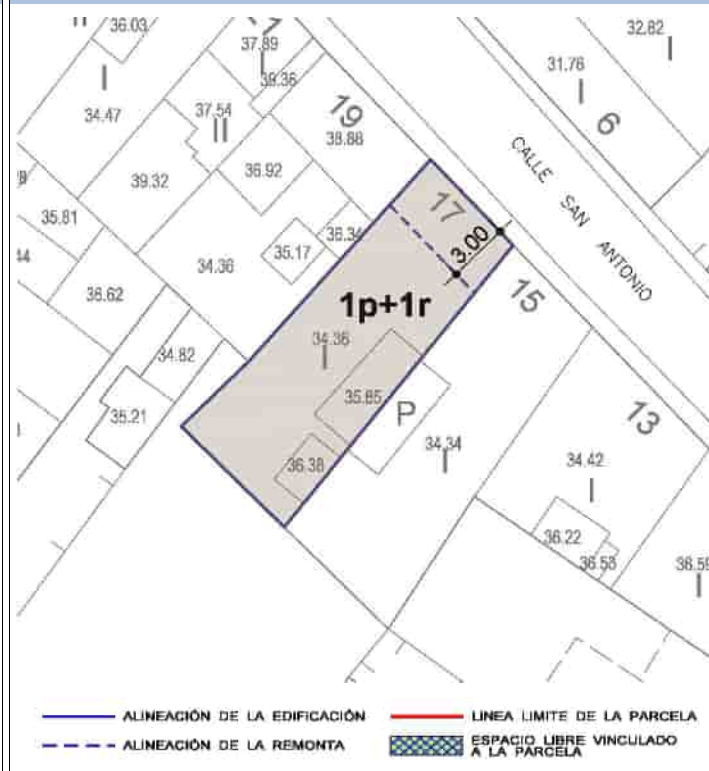 36.03
II
I
34.47
37.89
I
39.36
37.54
II
19
38.88
39.32
36.92
35.81
36.62
34.36
35.17
36.34
34.82
35.21
32.82
I
31.76
I
6
CALLE SAN ANTONIO
17
3.00
15
1p+1r
34.36
I
35.65
P
36.38
34.34
I
13
34.42
I
36.22
36.53
I
ALINEACIÓN DE LA EDIFICACIÓN
LINEA LIMITE DE LA PARCELA
ALINEACIÓN DE LA REMONTA
ESPACIO LIBRE VINCULADO
A LA PARCELA